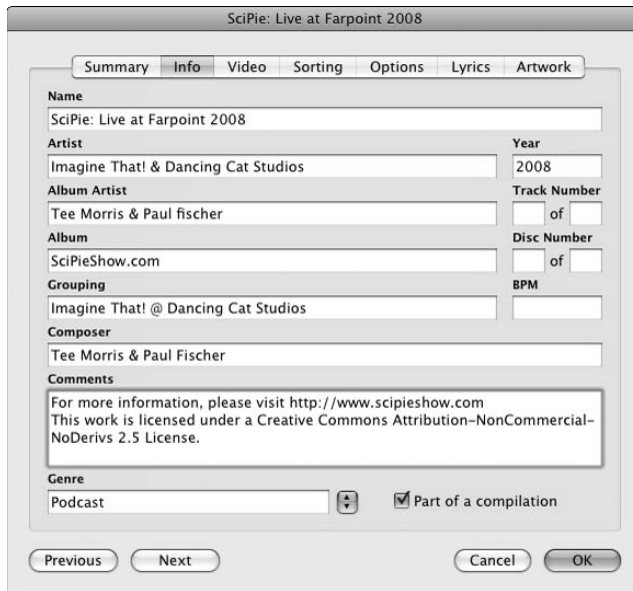 SciPie: Live at Farpoint 2008
Summary Info Video Sorting Options Lyrics Artwork
Name
SciPie: Live at Farpoint 2008
Artist Year
Imagine That! & Dancing Cat Studios 2008
Album Artist Track Number
Tee Morris & Paul fischer of
Album Disc Number
SciPieShow.com of
Grouping BPM
Imagine That! @ Dancing Cat Studios
Composer
Tee Morris & Paul Fischer
Comments
For more information, please visit http://www.scipieshow.com
This work is licensed under a Creative Commons Attribution-NonCommercial-
NoDerivs 2.5 License.
Genre
Podcast Part of a compilation
Previous Next Cancel OK